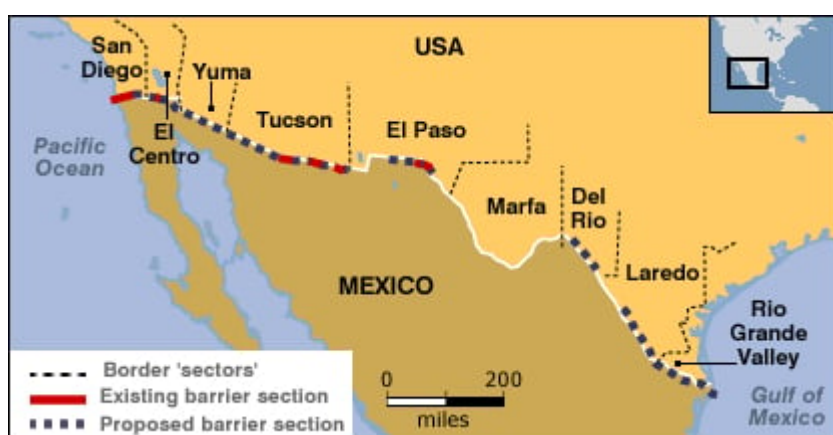 USA
San
Diego
Yuma
El
Centro
Tucson
El Paso
Pacific
Ocean
Marfa
Del
Rio
Laredo
MEXICO
Rio
Grande
Valley
Gulf of
Mexico
Border 'sectors'
Existing barrier section
Proposed barrier section
0 200
miles